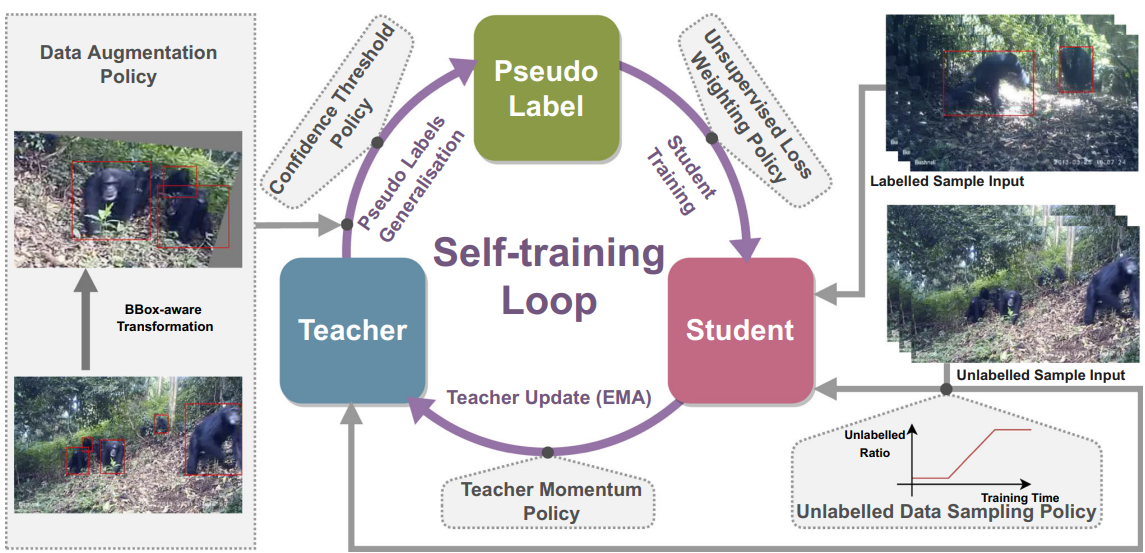 Data Augmentation
Policy
BBox-aware
Transformation
Confidence Threshold
Policy
Pseudo Labels
Generalisation
Pseudo
Label
Unsupervised Loss
Weighting Policy
Student
Training
Self-training
Loop
Teacher
Student
Teacher Update (EMA)
Teacher Momentum
Policy
Labelled Sample Input
Unlabelled Sample Input
Unlabelled
Ratio
Training Time
Unlabelled Data Sampling Policy